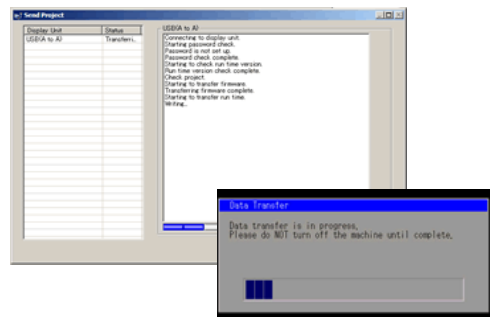 Send Project
Display Unit
Status
USB(A to A)
Transferri..
USB(A to A)
Connecting to display unit.
Starting password check.
Password is not set up.
Password check complete.
Starting to check run time version.
Run time version check complete.
Check project.
Starting to transfer firmware.
Transferring firmware complete.
Starting to transfer run time.
Writing..
Data Transfer
Data transfer is in progress,
Please do NOT turn off the machine until complete,